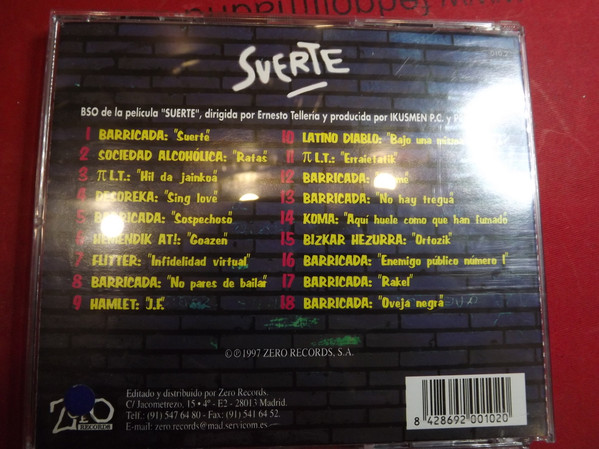 SUERTE
BSO de la pelicula "SUERTE", dirigida por Ernesto Telleria y producida por IKUSMEN P.C. y
1 BARRICADA: "Suerte"
2 SOCIEDAD ALCOHÓLICA: "Ratas"
3 π L.T.: "Hil da jainkoa"
4 DESOREKA: "Sing love"
5 BARRICADA: "Sospechoso"
6 HEMENDIK AT!: "Goazen"
7 FLITTER: "Infidelidad virtual"
8 BARRICADA: "No pares de bailar"
9 HAMLET: "J.F."
10 LATINO DIABLO: "Bajo una misma
11 π L.T.: "Erraietatik"
12 BARRICADA:
13 BARRICADA: "No hay tregua"
14 KOMA: "Aquí huele como que han fumado
15 BIZKAR HEZURRA: "Ortozik"
16 BARRICADA: "Enemigo público número 1"
17 BARRICADA: "Rakel"
18 BARRICADA: "Oveja negra"
© ℗ 1997 ZERO RECORDS, S.A.
ZERO
RECORDS
Editado y distribuido por Zero Records.
C/ Jacometrezo, 15 • 4º - E2 - 28013 Madrid.
Telf.: (91) 547 64 80 - Fax: (91) 541 64 52.
E-mail: zero.records@mad.servicom.es
8 428692 001020